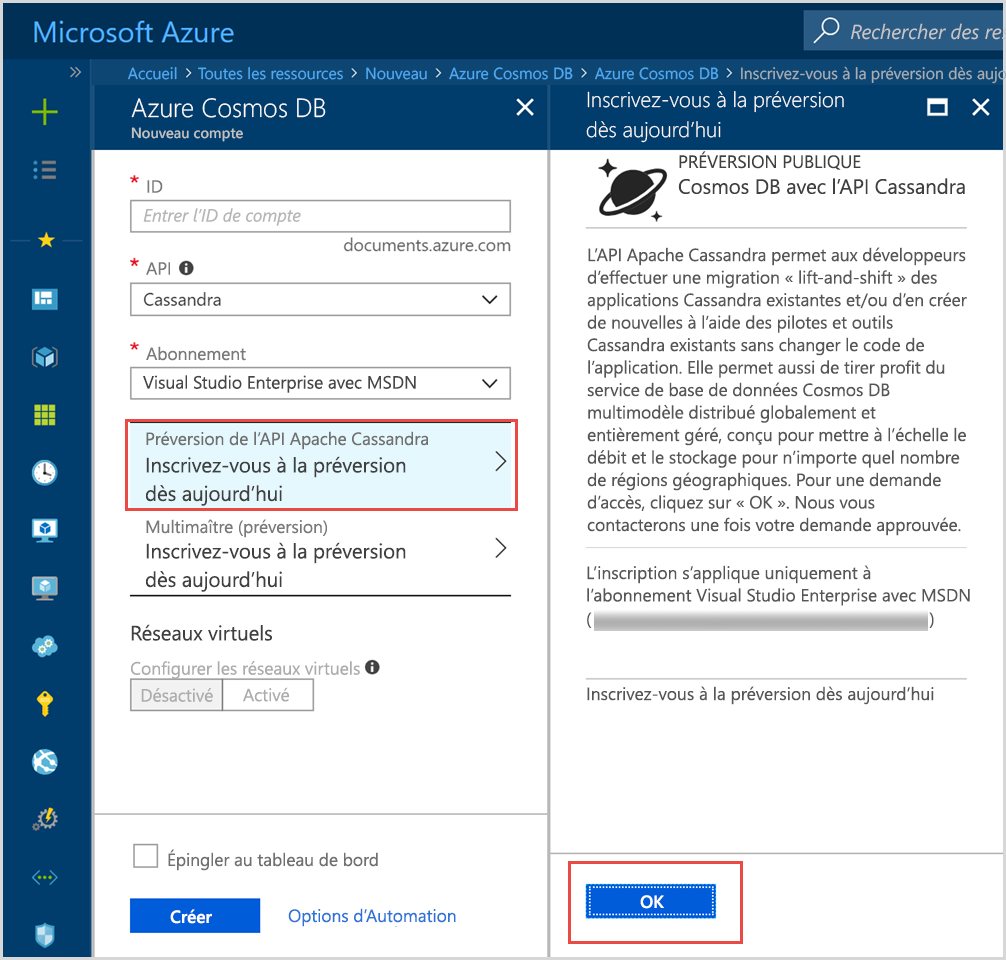 Microsoft Azure
Rechercher des re
Accueil > Toutes les ressources > Nouveau > Azure Cosmos DB > Azure Cosmos DB > Inscrivez-vous à la préversion dès aujo
Azure Cosmos DB
Nouveau compte
* ID
Entrer l’ID de compte
documents.azure.com
* API
Cassandra
* Abonnement
Visual Studio Enterprise avec MSDN
Préversion de l’API Apache Cassandra
Inscrivez-vous à la préversion
dès aujourd’hui
Multimaître (préversion)
Inscrivez-vous à la préversion
dès aujourd’hui
Réseaux virtuels
Configurer les réseaux virtuels
Désactivé Activé
Épingler au tableau de bord
Créer Options d’Automation
Inscrivez-vous à la préversion
dès aujourd’hui
PRÉVERSION PUBLIQUE
Cosmos DB avec l’API Cassandra
L’API Apache Cassandra permet aux développeurs
d’effectuer une migration « lift-and-shift » des
applications Cassandra existantes et/ou d’en créer
de nouvelles à l’aide des pilotes et outils
Cassandra existants sans changer le code de
l’application. Elle permet aussi de tirer profit du
service de base de données Cosmos DB
multimodèle distribué globalement et
entièrement géré, conçu pour mettre à l’échelle le
débit et le stockage pour n’importe quel nombre
de régions géographiques. Pour une demande
d’accès, cliquez sur « OK ». Nous vous
contacterons une fois votre demande approuvée.
L’inscription s’applique uniquement à
l’abonnement Visual Studio Enterprise avec MSDN
( )
Inscrivez-vous à la préversion dès aujourd’hui
OK